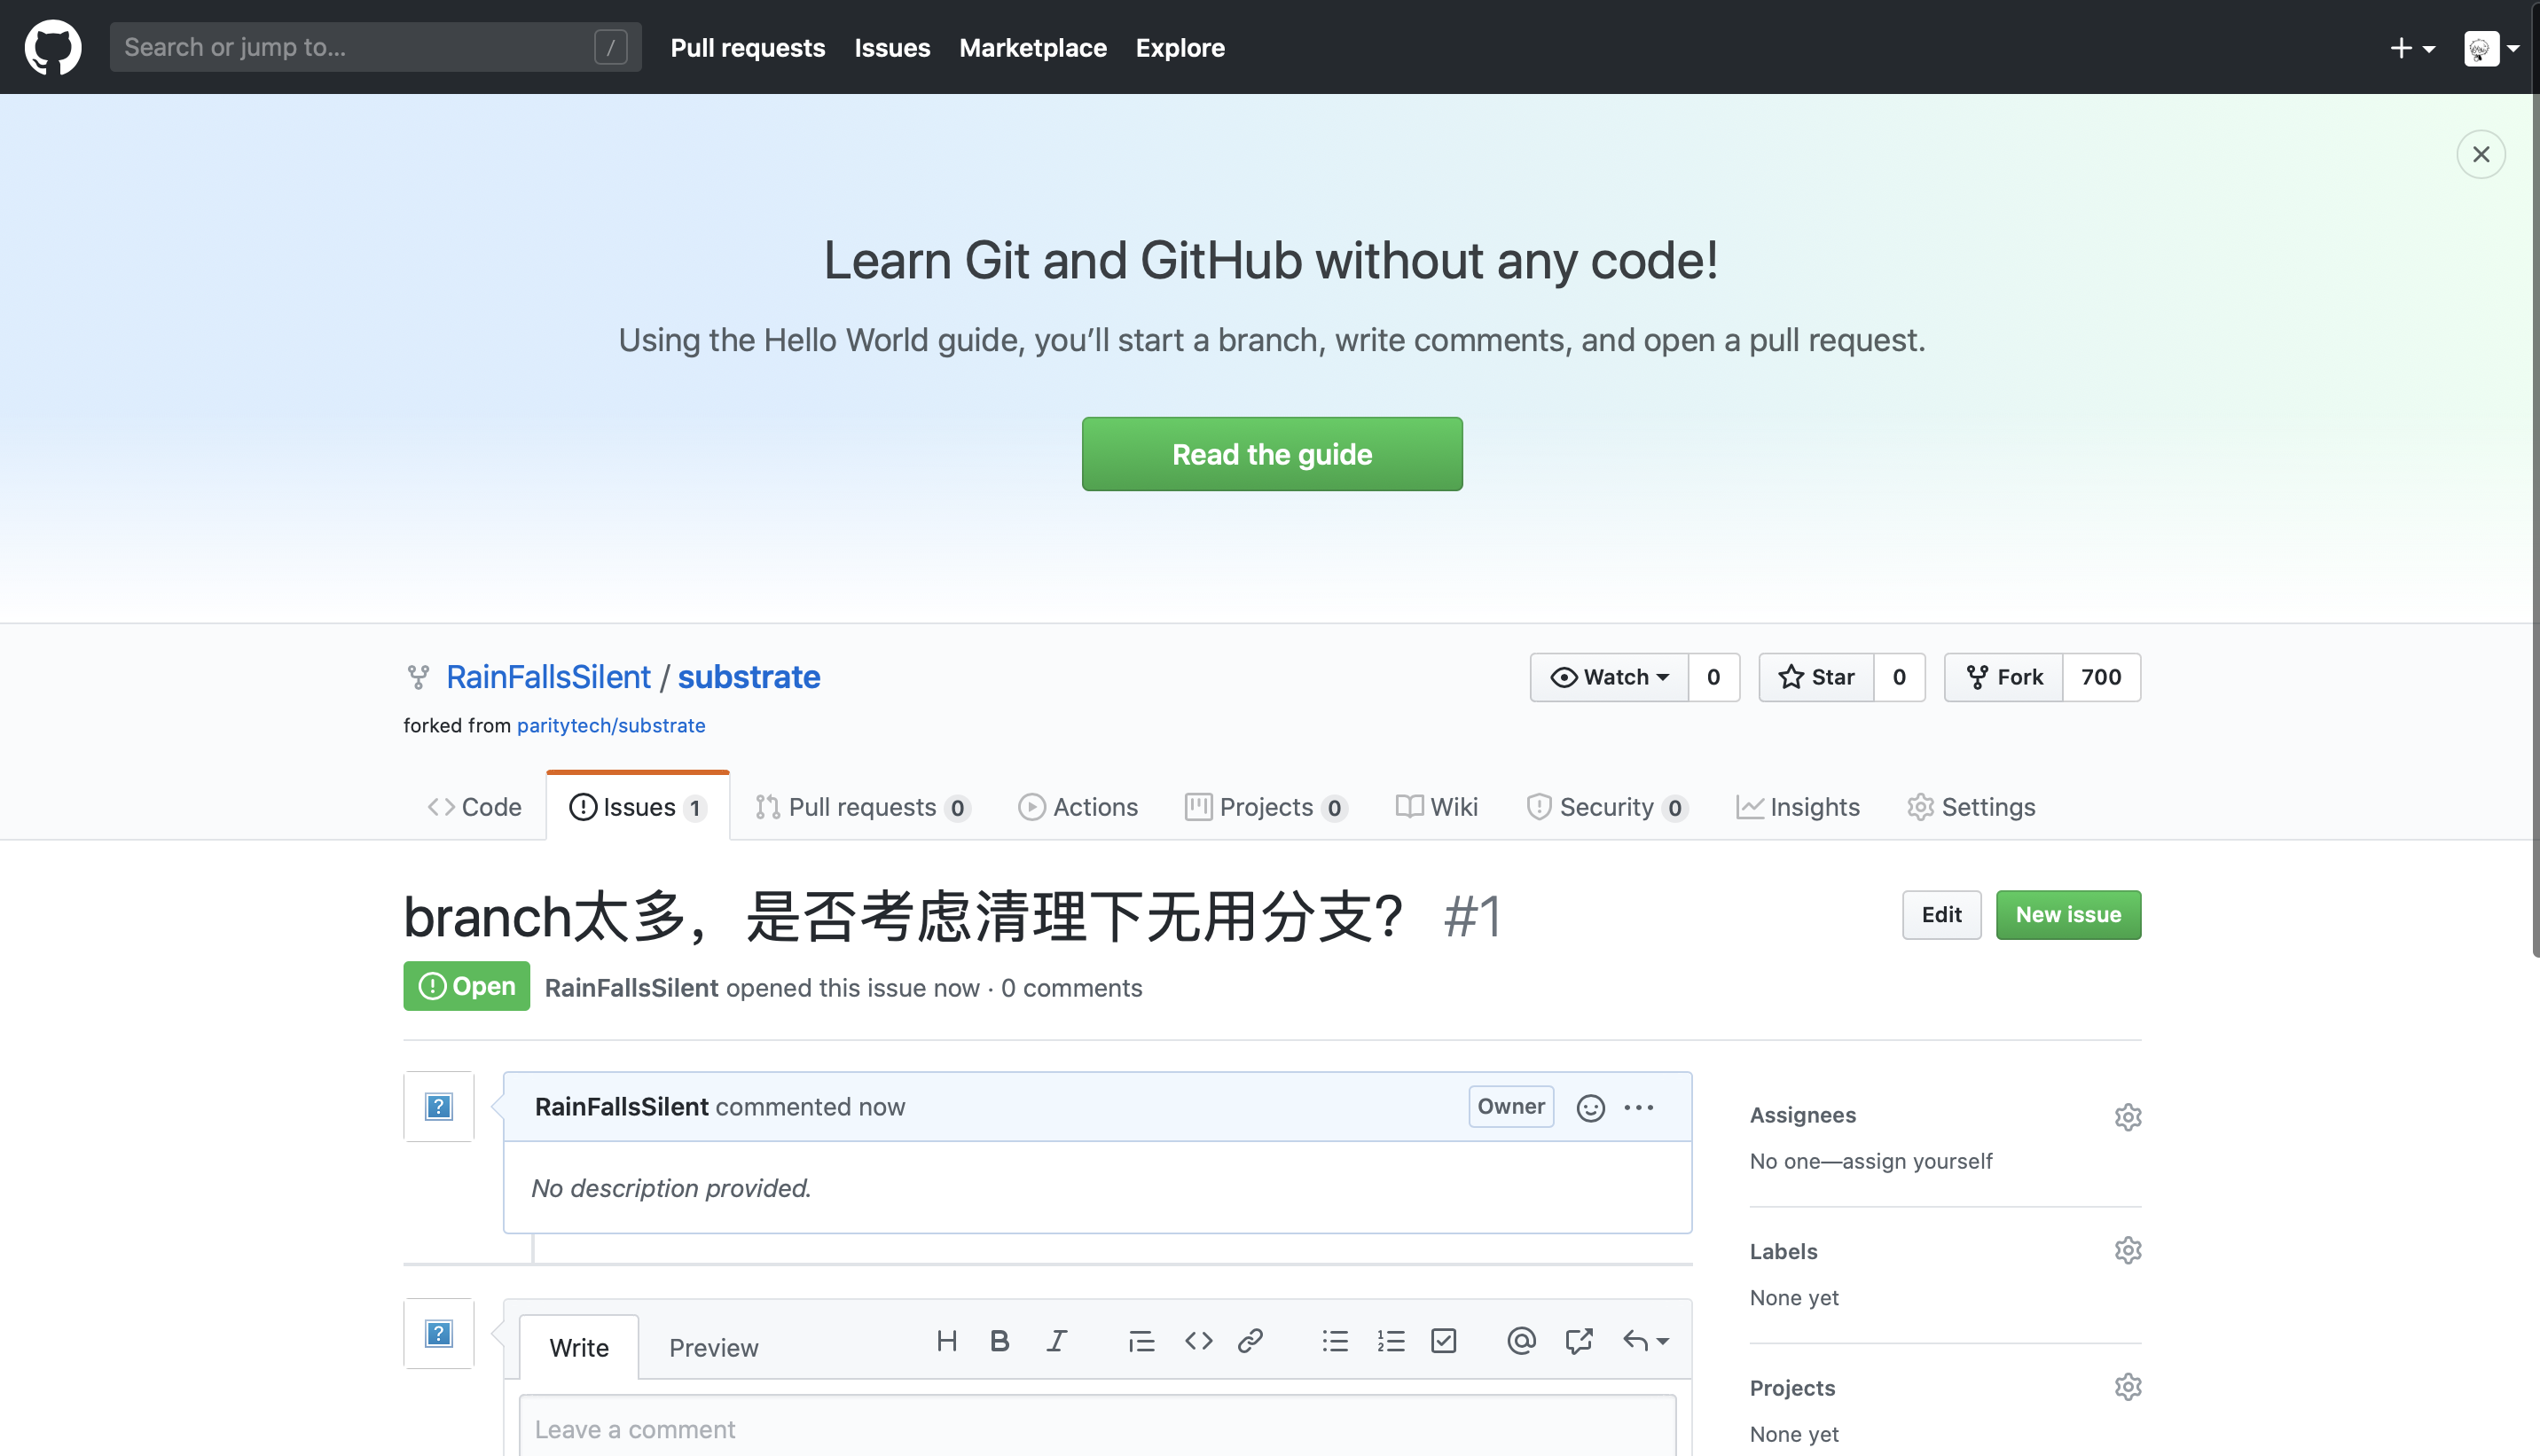 Search or jump to... /
Pull requests Issues Marketplace Explore
Learn Git and GitHub without any code!
Using the Hello World guide, you’ll start a branch, write comments, and open a pull request.
Read the guide
RainFallsSilent / substrate
Watch 0 Star 0 Fork 700
forked from paritytech/substrate
Code Issues 1 Pull requests 0 Actions Projects 0 Wiki Security 0 Insights Settings
branch太多，是否考虑清理下无用分支？ #1
Edit New issue
Open RainFallsSilent opened this issue now · 0 comments
RainFallsSilent commented now Owner
No description provided.
Write Preview
Leave a comment
Assignees
No one—assign yourself
Labels
None yet
Projects
None yet